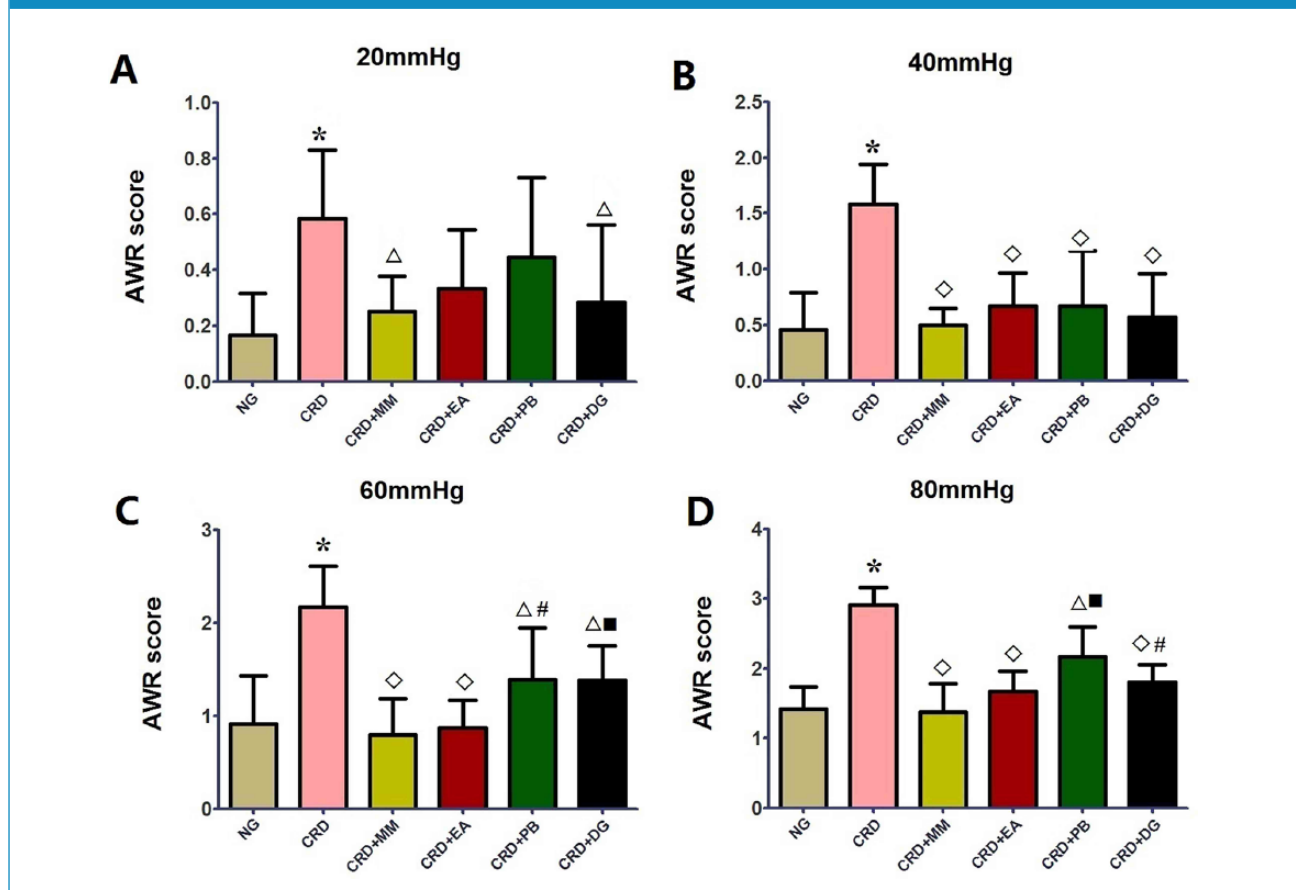 A
20mmHg
AWR score
1.0
0.8
0.6
0.4
0.2
0.0
*
△
△
NG
CRD
CRD+MM
CRD+EA
CRD+PB
CRD+DG
B
40mmHg
AWR score
2.5
2.0
1.5
1.0
0.5
0.0
*
◇
◇
◇
◇
NG
CRD
CRD+MM
CRD+EA
CRD+PB
CRD+DG
C
60mmHg
AWR score
3
2
1
0
*
◇
◇
△ #
△■
NG
CRD
CRD+MM
CRD+EA
CRD+PB
CRD+DG
D
80mmHg
AWR score
4
3
2
1
0
*
◇
◇
△■
◇ #
NG
CRD
CRD+MM
CRD+EA
CRD+PB
CRD+DG